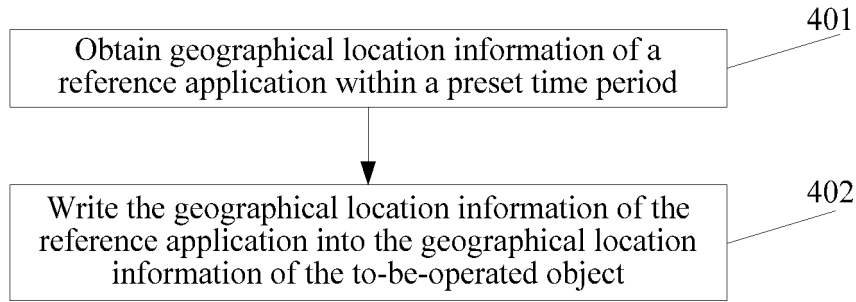 401
Obtain geographical location information of a
reference application within a preset time period
402
Write the geographical location information of the
reference application into the geographical location
information of the to-be-operated object